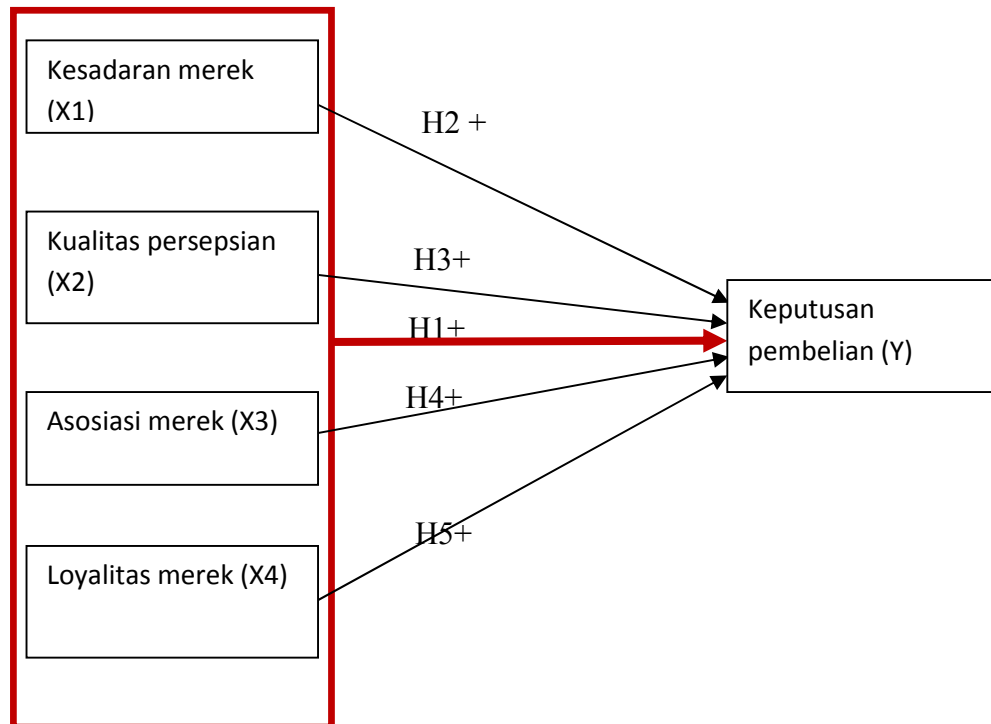 Kesadaran merek
(X1)
H2 +
Kualitas persepsian
(X2)
H3+
H1+
Keputusan
pembelian (Y)
Asosiasi merek (X3)
H4+
H5+
Loyalitas merek (X4)